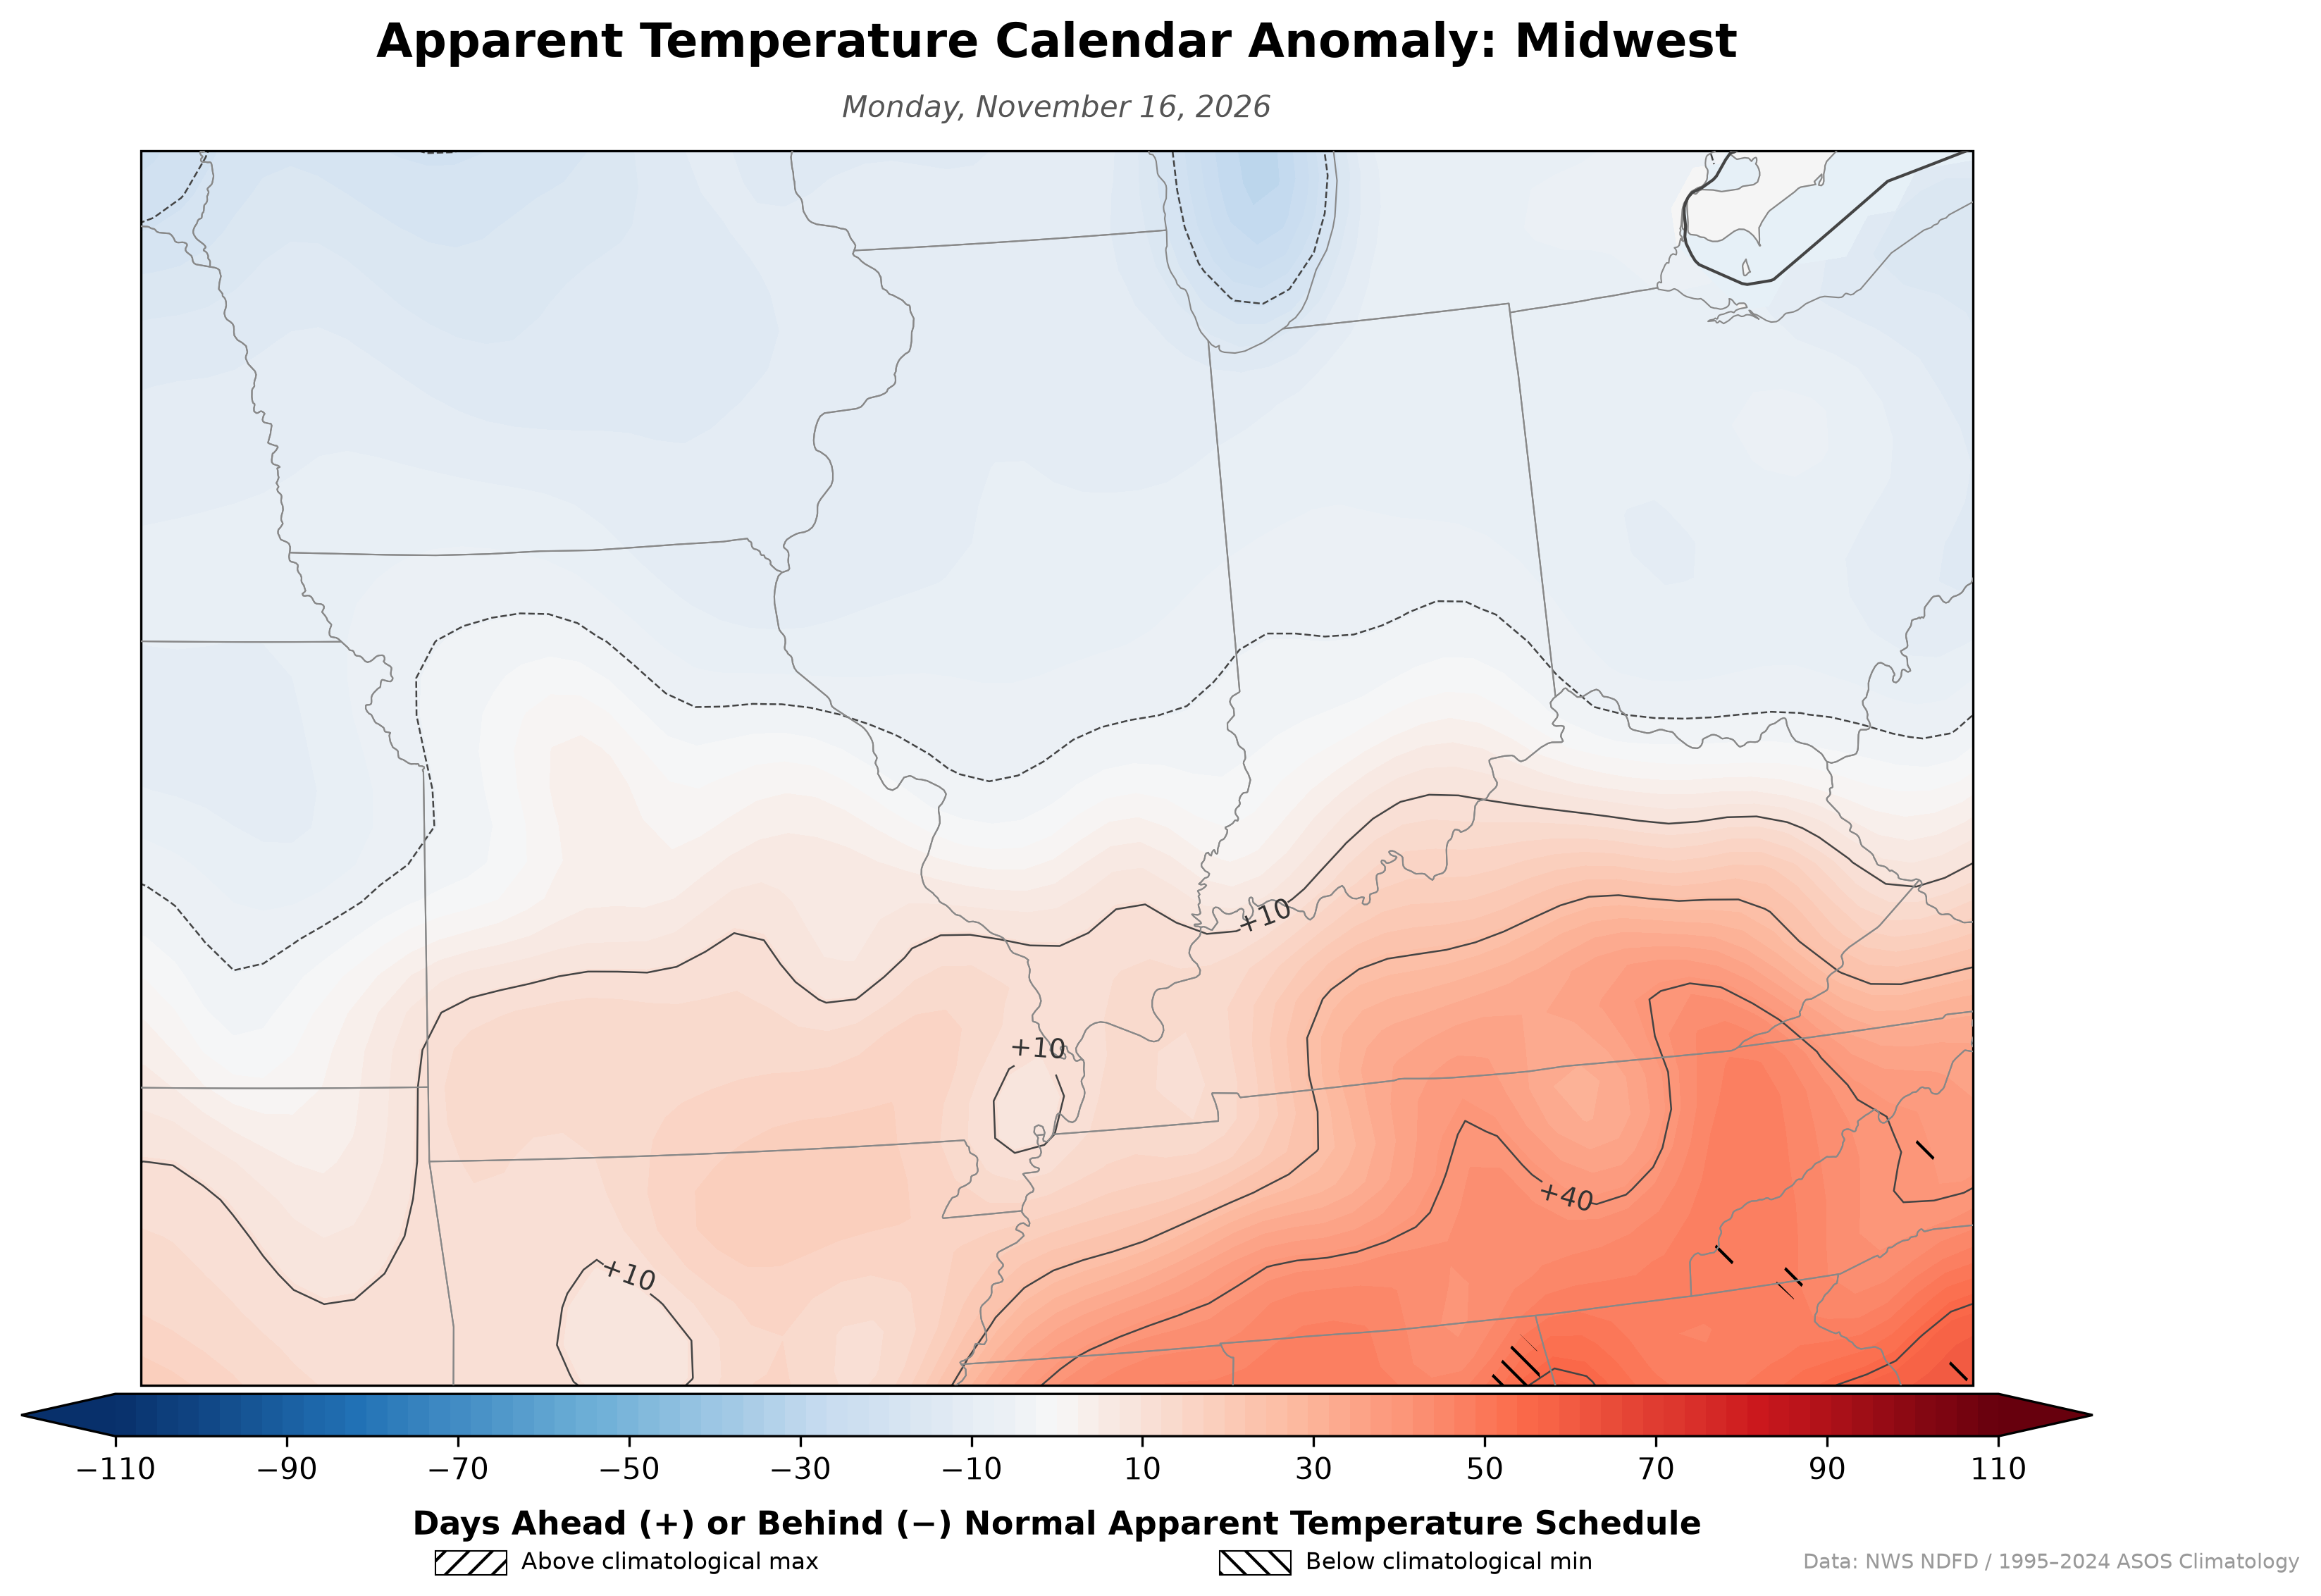 Apparent Temperature Calendar Anomaly: Midwest
Monday, November 16, 2026
+10
+10
+40
+10
−110 −90 −70 −50 −30 −10 10 30 50 70 90 110
Days Ahead (+) or Behind (−) Normal Apparent Temperature Schedule
Above climatological max Below climatological min Data: NWS NDFD / 1995–2024 ASOS Climatology